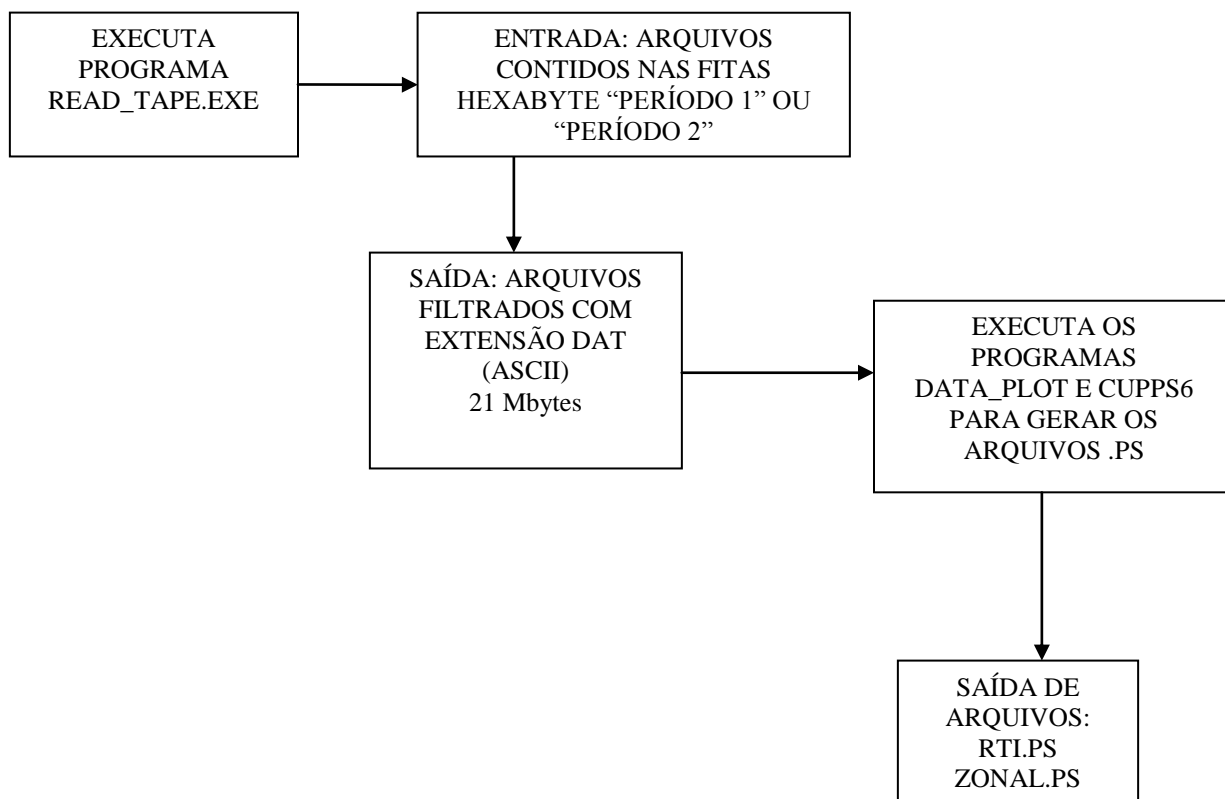 EXECUTA
PROGRAMA
READ_TAPE.EXE
ENTRADA: ARQUIVOS
CONTIDOS NAS FITAS
HEXABYTE “PERÍODO 1” OU
“PERÍODO 2”
SAÍDA: ARQUIVOS
FILTRADOS COM
EXTENSÃO DAT
(ASCII)
21 Mbytes
EXECUTA OS
PROGRAMAS
DATA_PLOT E CUPPS6
PARA GERAR OS
ARQUIVOS .PS
SAÍDA DE
ARQUIVOS:
RTI.PS
ZONAL.PS